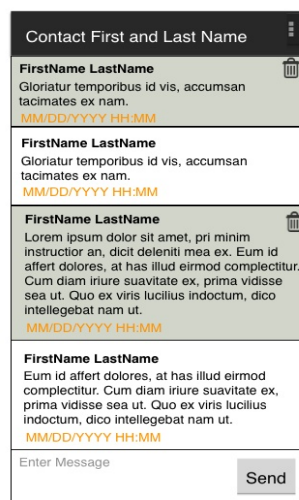 Contact First and Last Name
FirstName LastName
Gloriatur temporibus id vis, accumsan
tacimates ex nam.
MM/DD/YYYY HH:MM
FirstName LastName
Gloriatur temporibus id vis, accumsan
tacimates ex nam.
MM/DD/YYYY HH:MM
FirstName LastName
Lorem ipsum dolor sit amet, pri minim
instructior an, dicit deleniti mea ex. Eum id
affert dolores, at has illud eirmod complectitur.
Cum diam iriure suavitate ex, prima vidisse
sea ut. Quo ex viris lucilius indoctum, dico
intellegebat nam ut.
MM/DD/YYYY HH:MM
FirstName LastName
Eum id affert dolores, at has illud eirmod
complectitur. Cum diam iriure suavitate ex,
prima vidisse sea ut. Quo ex viris lucilius
indoctum, dico intellegebat nam ut.
MM/DD/YYYY HH:MM
Enter Message
Send